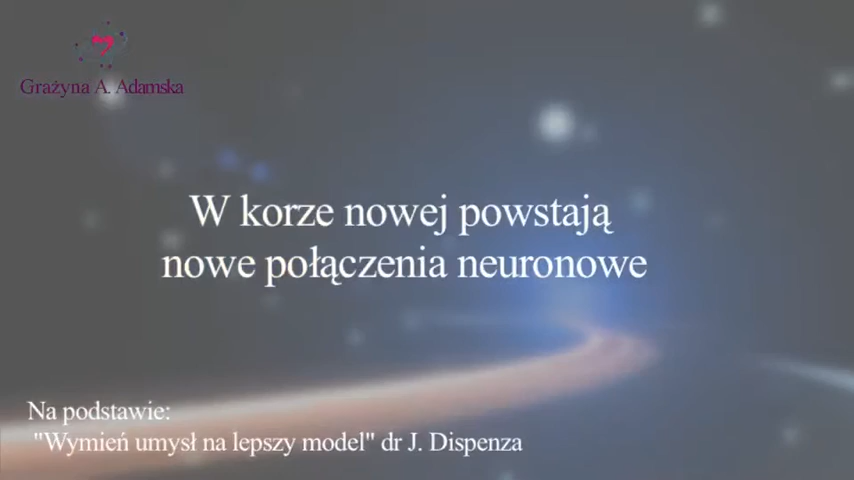 Grażyna A. Adamska
W korze nowej powstają
nowe połączenia neuronowe
Na podstawie:
"Wymień umysł na lepszy model" dr J. Dispenza